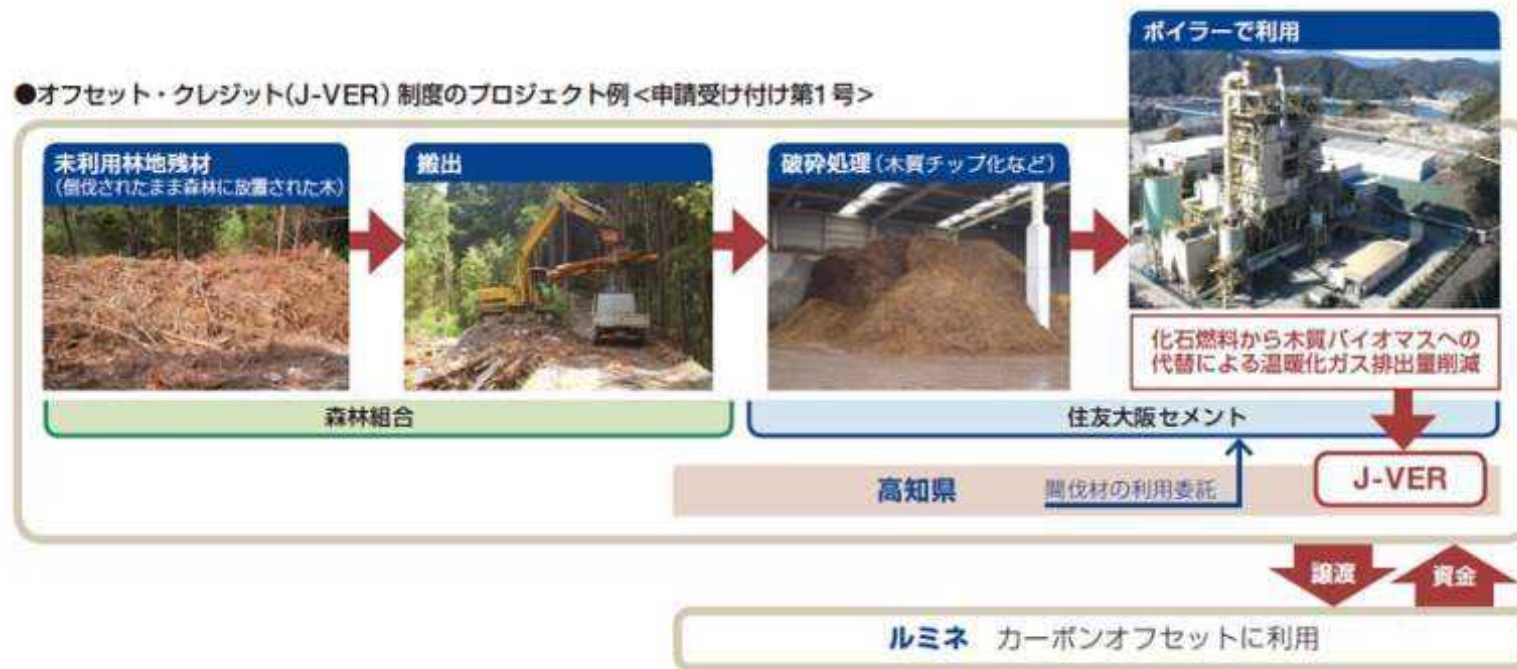 ●オフセット・クレジット(J-VER)制度のプロジェクト例<申請受け付け第1号>
未利用林地残材
(倒伐されたまま森林に放置された木)
搬出
破砕処理(木質チップ化など)
ボイラーで利用
化石燃料から木質バイオマスへの
代替による温暖化ガス排出量削減
森林組合
住友大阪セメント
高知県
間伐材の利用委託
J-VER
譲渡
資金
ルミネ カーボンオフセットに利用